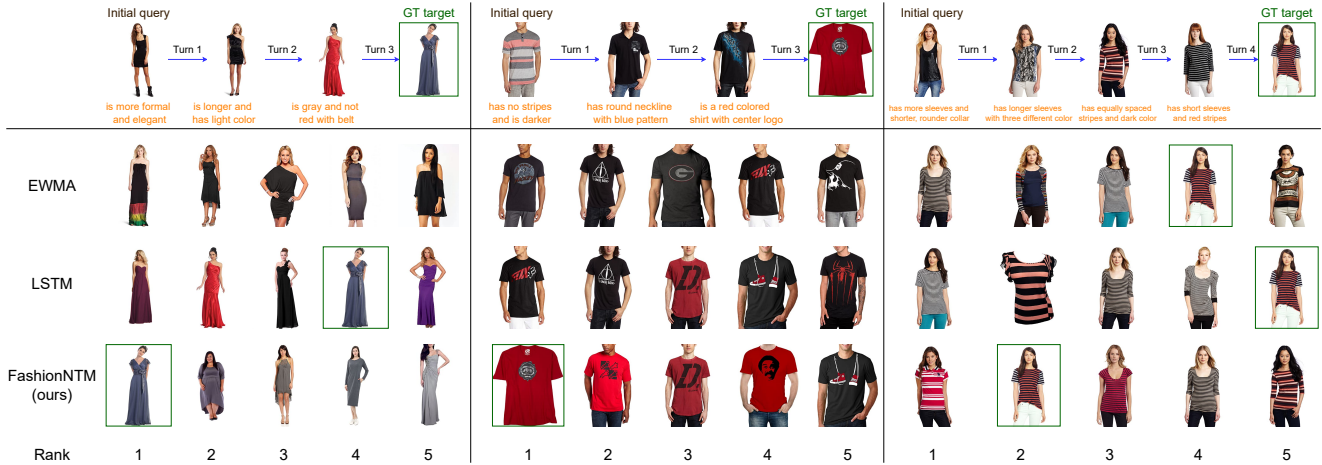 Initial query
GT target
Turn 1
Turn 2
Turn 3
is more formal
and elegant
is longer and
has light color
is gray and not
red with belt
Initial query
GT target
Turn 1
Turn 2
Turn 3
has no stripes
and is darker
has round neckline
with blue pattern
is a red colored
shirt with center logo
Initial query
GT target
Turn 1
Turn 2
Turn 3
Turn 4
has more sleeves and
shorter, rounder collar
has longer sleeves
with three different color
has equally spaced
stripes and dark color
has short sleeves
and red stripes
EWMA
LSTM
FashionNTM
(ours)
Rank
1
2
3
4
5
1
2
3
4
5
1
2
3
4
5